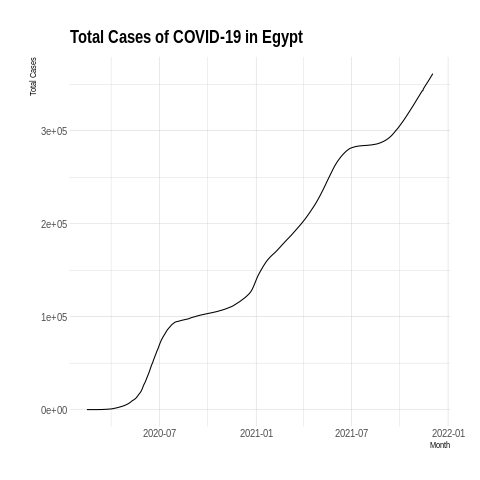 Total Cases of COVID-19 in Egypt
Total Cases
3e+05
2e+05
1e+05
0e+00
2020-07 2021-01 2021-07 2022-01
Month